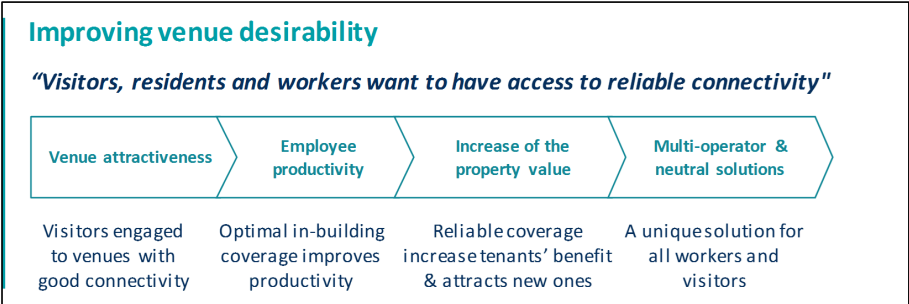 Improving venue desirability
“Visitors, residents and workers want to have access to reliable connectivity"
Venue attractiveness
Employee
productivity
Increase of the
property value
Multi-operator &
neutral solutions
Visitors engaged
to venues with
good connectivity
Optimal in-building
coverage improves
productivity
Reliable coverage
increase tenants’ benefit
& attracts new ones
A unique solution for
all workers and
visitors